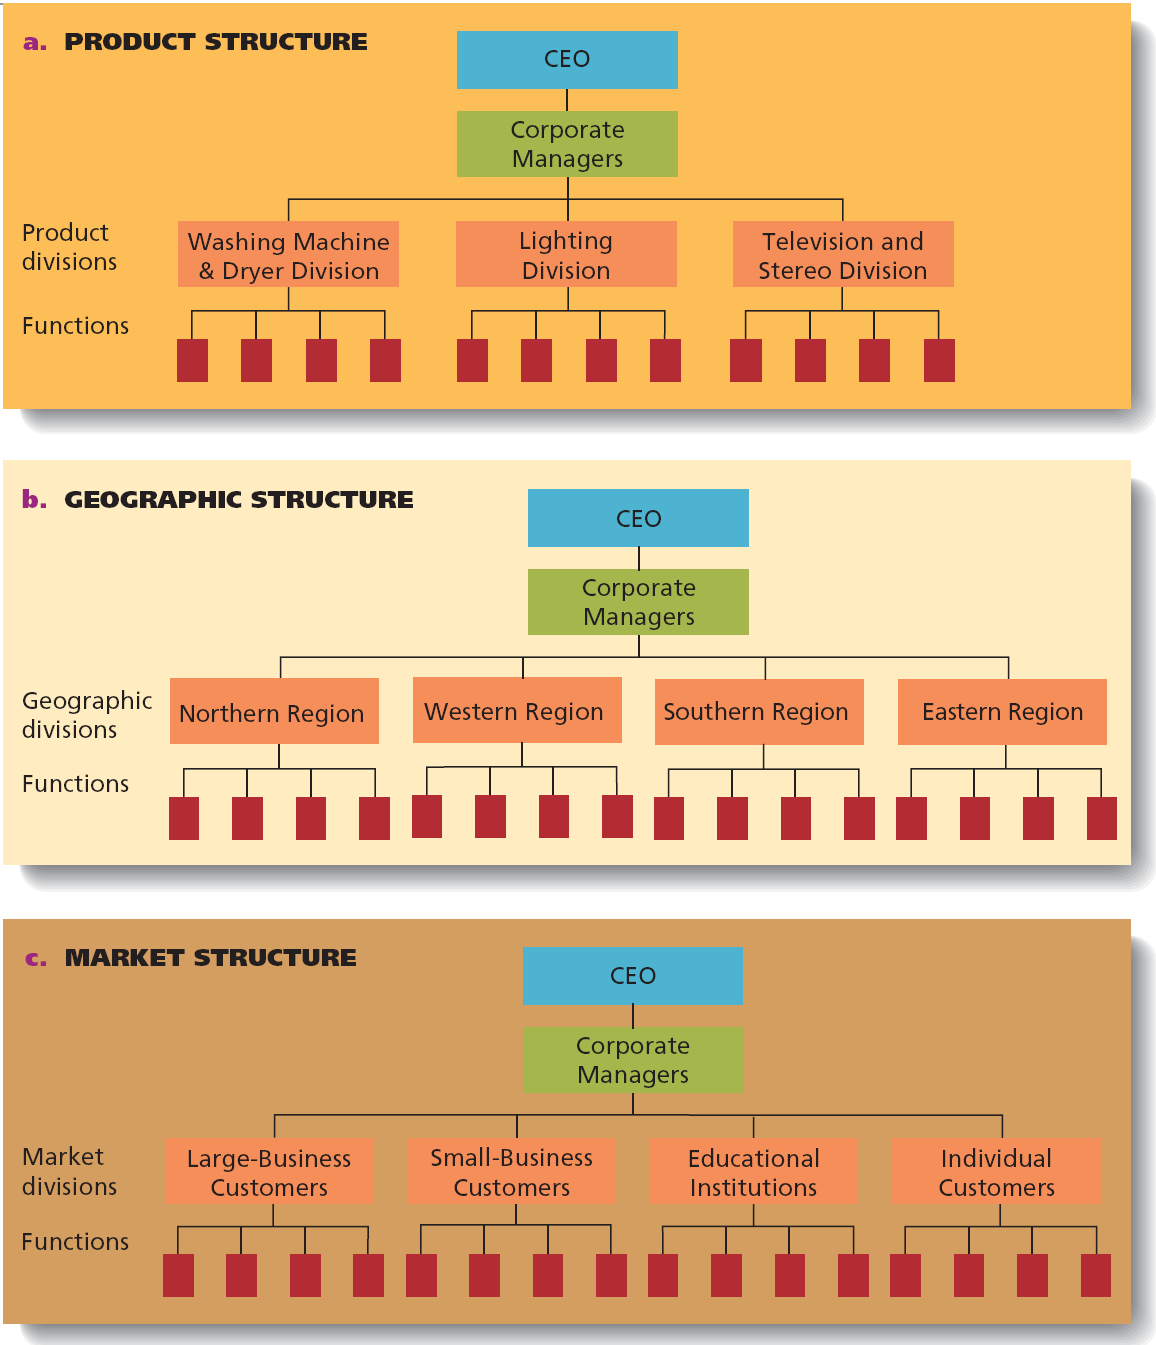 a. PRODUCT STRUCTURE
CEO
Corporate
Managers
Product
divisions
Washing Machine
& Dryer Division
Lighting
Division
Television and
Stereo Division
Functions
b. GEOGRAPHIC STRUCTURE
CEO
Corporate
Managers
Geographic
divisions
Northern Region
Western Region
Southern Region
Eastern Region
Functions
c. MARKET STRUCTURE
CEO
Corporate
Managers
Market
divisions
Large-Business
Customers
Small-Business
Customers
Educational
Institutions
Individual
Customers
Functions